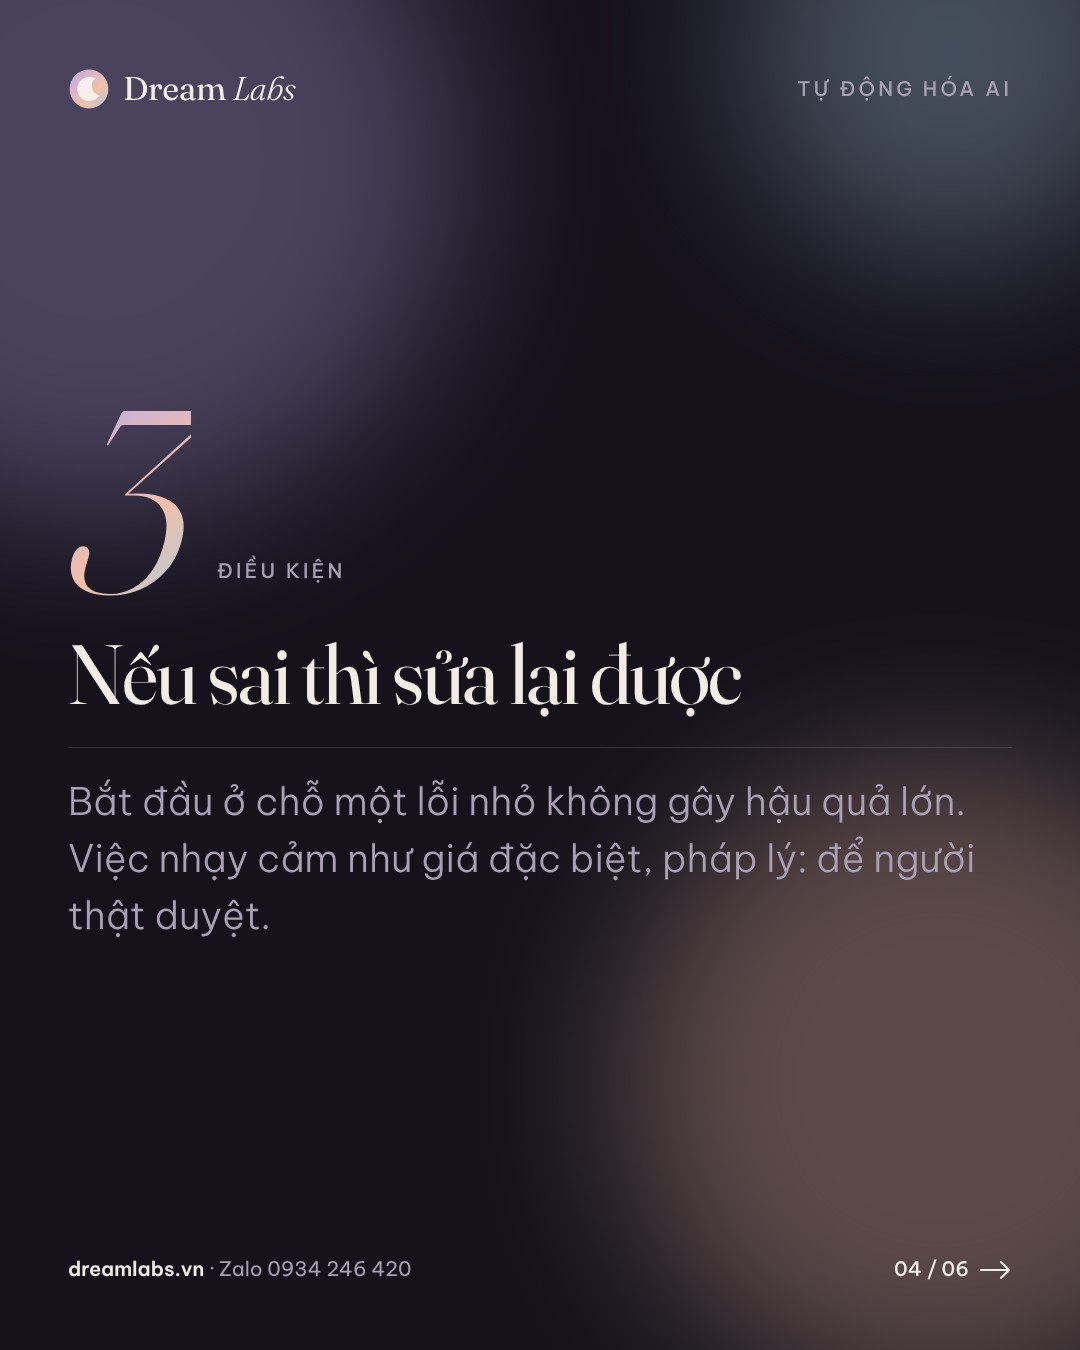 Dream Labs
TỰ ĐỘNG HÓA AI
3
ĐIỀU KIỆN
Nếu sai thì sửa lại được
Bắt đầu ở chỗ một lỗi nhỏ không gây hậu quả lớn.
Việc nhạy cảm như giá đặc biệt, pháp lý: để người
thật duyệt.
dreamlabs.vn · Zalo 0934 246 420
04 / 06 →